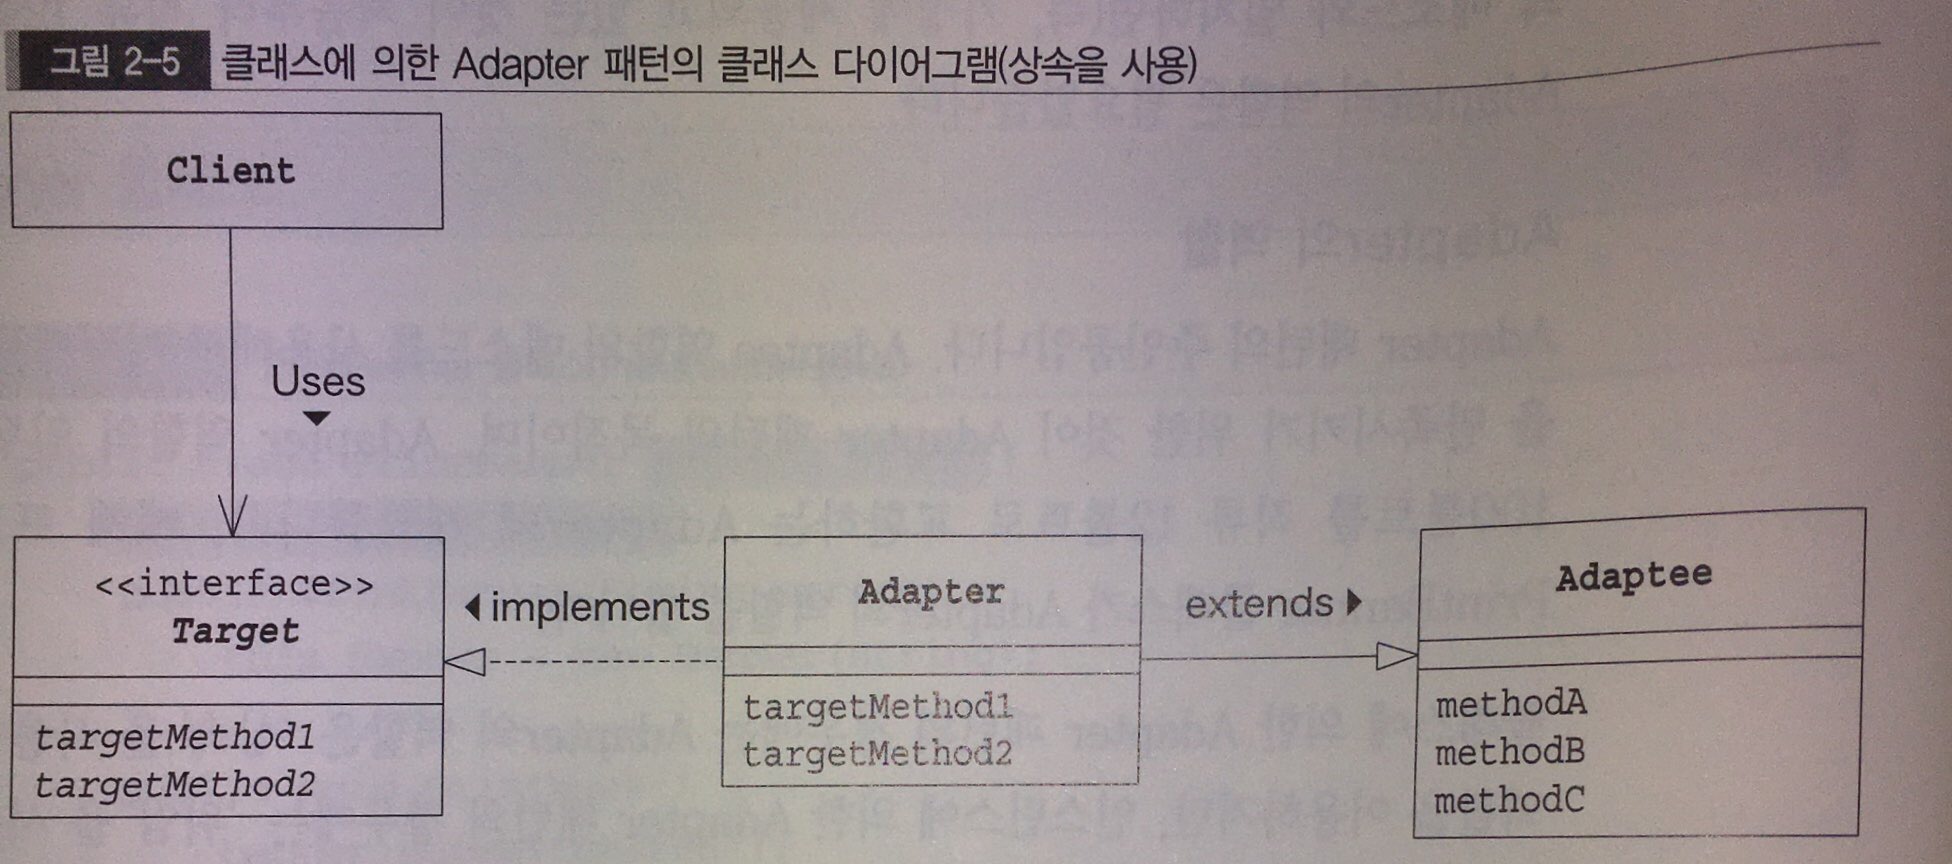 그림 2-5 클래스에 의한 Adapter 패턴의 클래스 다이어그램(상속을 사용)
Client
Uses
▼
<<interface>>
Target
targetMethod1
targetMethod2
◀ implements
Adapter
targetMethod1
targetMethod2
extends ▶
Adaptee
methodA
methodB
methodC